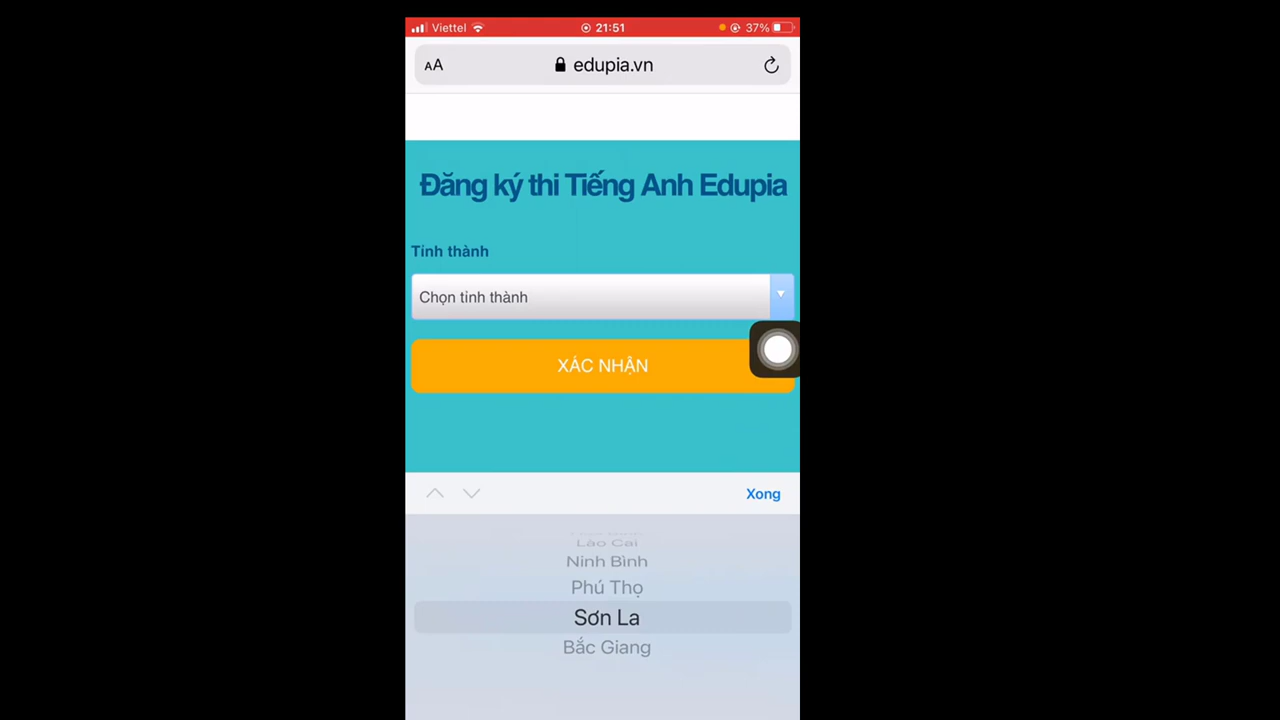 Viettel 21:51 37%
AA edupia.vn
Đăng ký thi Tiếng Anh Edupia
Tỉnh thành
Chọn tỉnh thành
XÁC NHẬN
Xong
Lào Cai
Ninh Bình
Phú Thọ
Sơn La
Bắc Giang